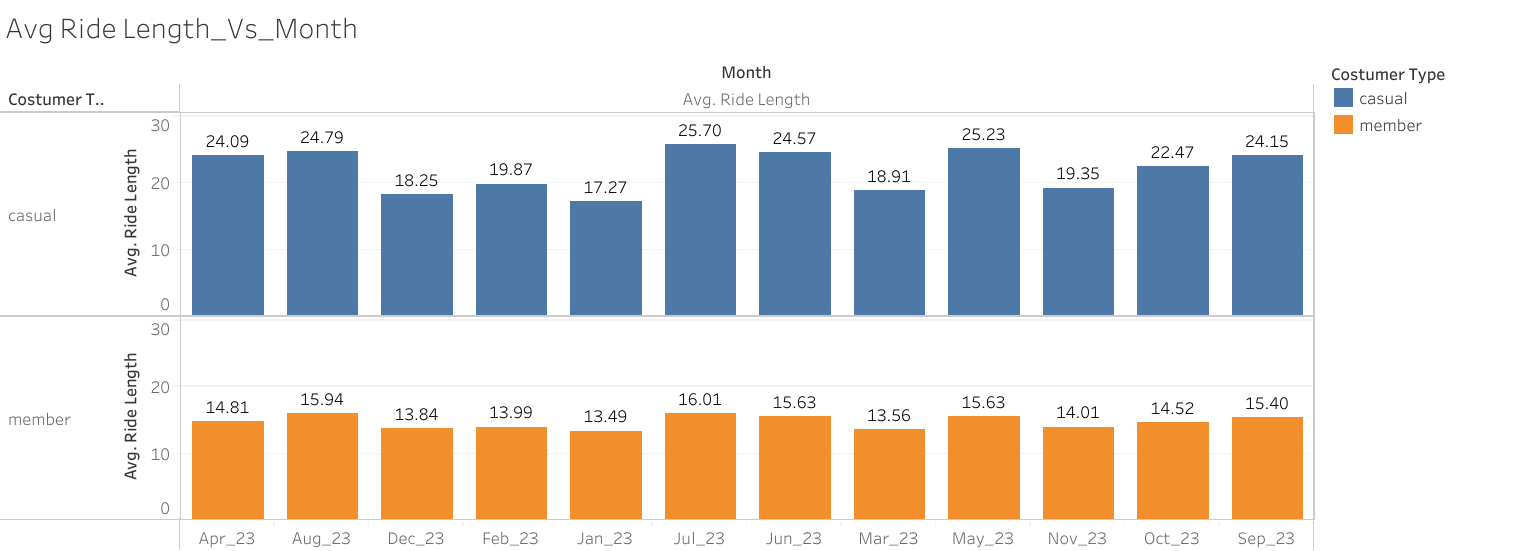 Avg Ride Length_Vs_Month
Month
Costumer T..
Avg. Ride Length
Costumer Type
casual
member
casual
Avg. Ride Length
30
20
10
0
24.09 24.79 18.25 19.87 17.27 25.70 24.57 18.91 25.23 19.35 22.47 24.15
member
Avg. Ride Length
30
20
10
0
14.81 15.94 13.84 13.99 13.49 16.01 15.63 13.56 15.63 14.01 14.52 15.40
Apr_23 Aug_23 Dec_23 Feb_23 Jan_23 Jul_23 Jun_23 Mar_23 May_23 Nov_23 Oct_23 Sep_23